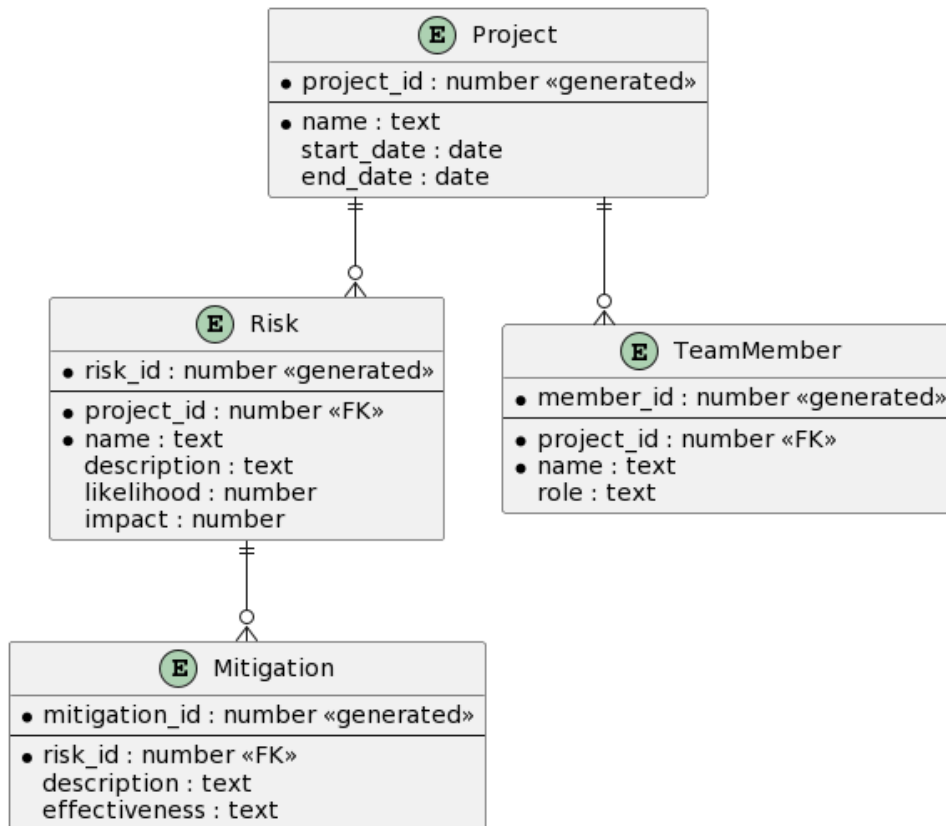 E Project
project_id : number «generated»
name : text
start_date : date
end_date : date
E Risk
risk_id : number «generated»
project_id : number «FK»
name : text
description : text
likelihood : number
impact : number
E TeamMember
member_id : number «generated»
project_id : number «FK»
name : text
role : text
E Mitigation
mitigation_id : number «generated»
risk_id : number «FK»
description : text
effectiveness : text